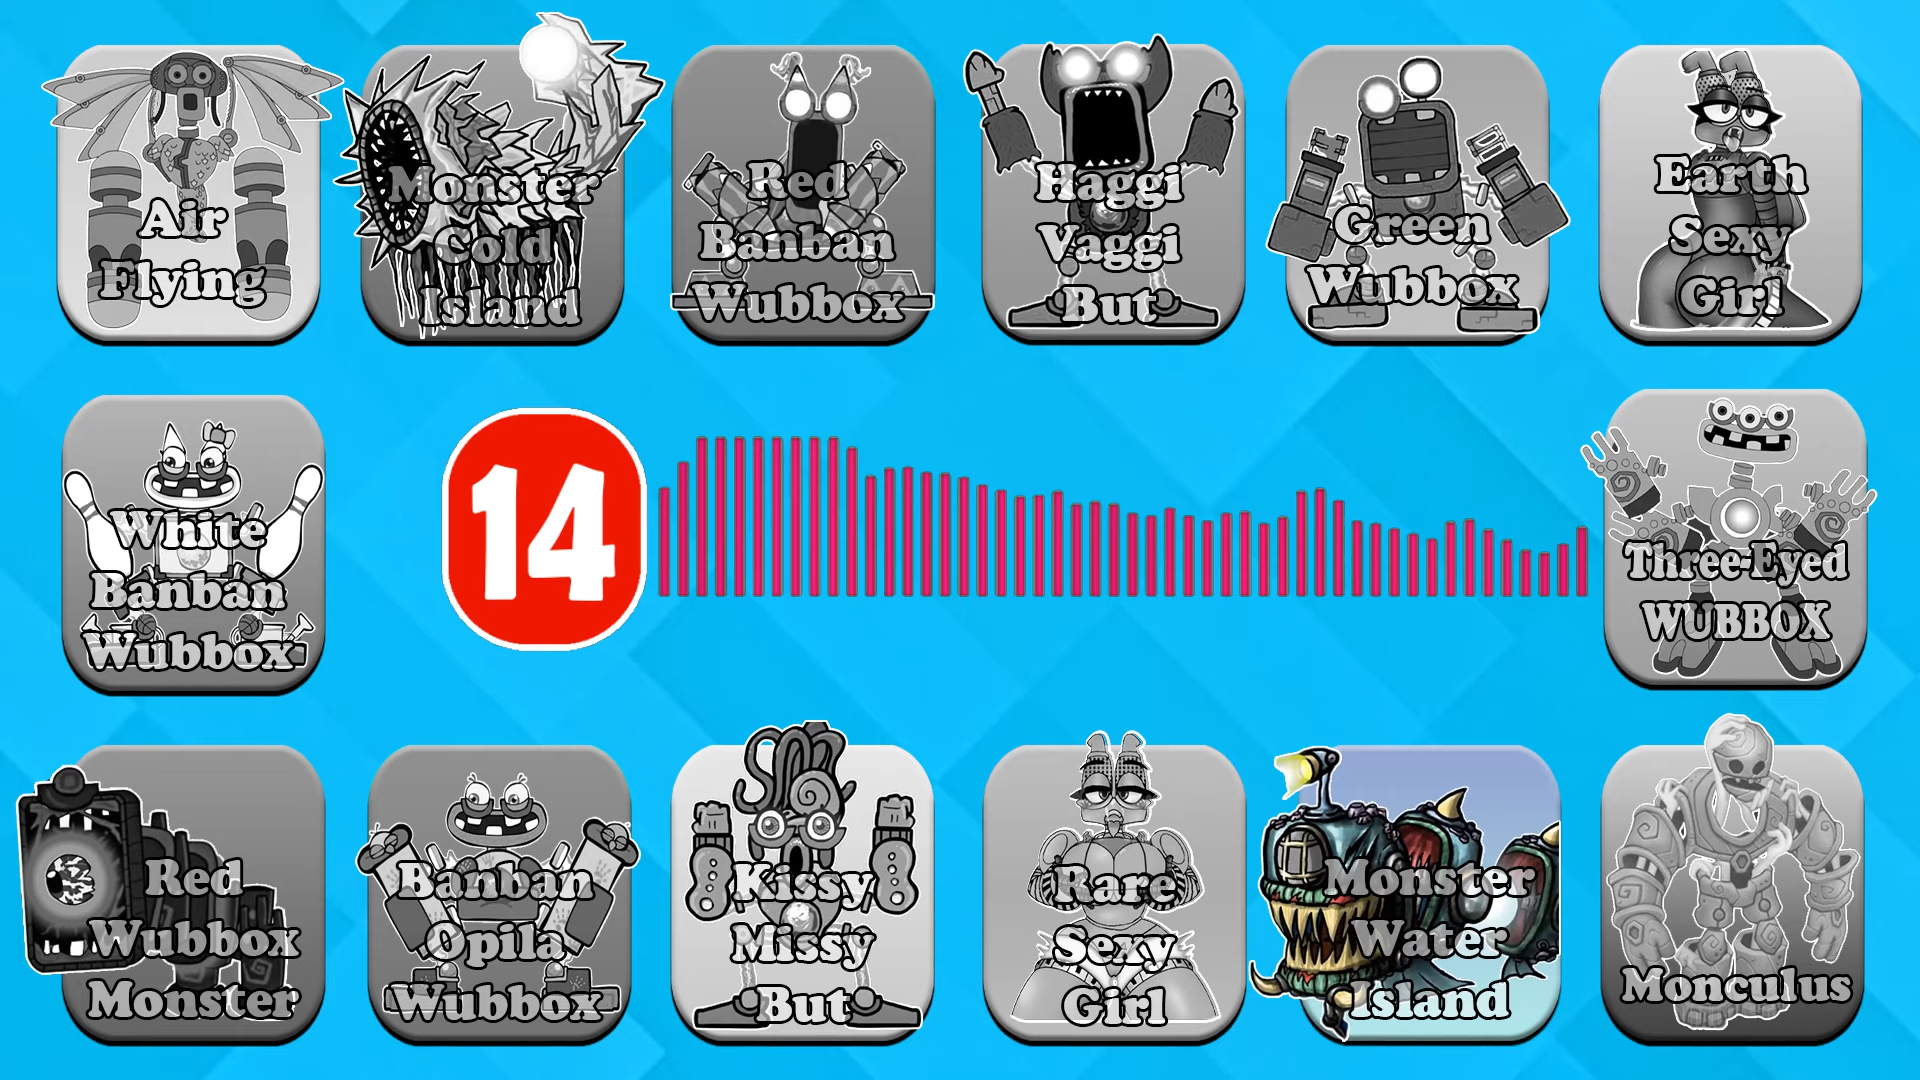 Air
Flying
Monster
Cold
Island
Red
Banban
Wubbox
Haggi
Vaggi
But
Green
Wubbox
Earth
Sexy
Girl
White
Banban
Wubbox
14
Three-Eyed
WUBBOX
Red
Wubbox
Monster
Banban
Opila
Wubbox
Kissy
Missy
But
Rare
Sexy
Girl
Monster
Water
Island
Monculus